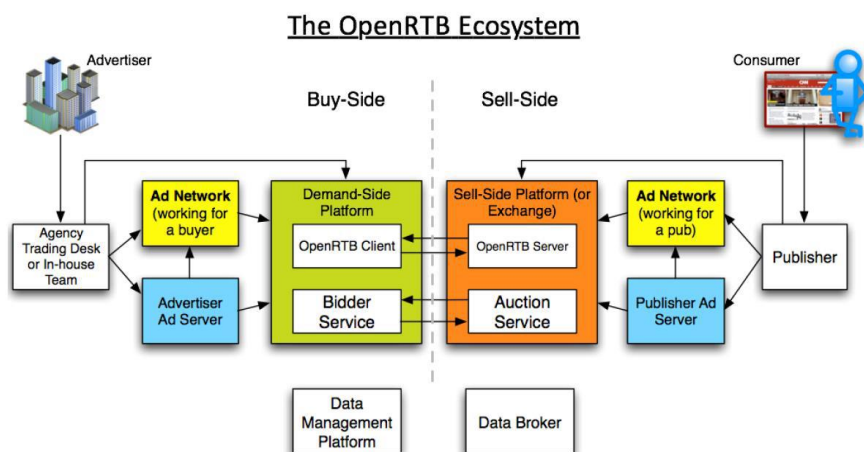 The OpenRTB Ecosystem
Advertiser
Consumer
Buy-Side
Sell-Side
Ad Network
(working for
a buyer
Demand-Side
Platform
Sell-Side Platform (or
Exchange)
Ad Network
(working for
a pub)
Agency
Trading Desk
or In-house
Team
OpenRTB Client
OpenRTB Server
Publisher
Advertiser
Ad Server
Bidder
Service
Auction
Service
Publisher Ad
Server
Data
Management
Platform
Data Broker